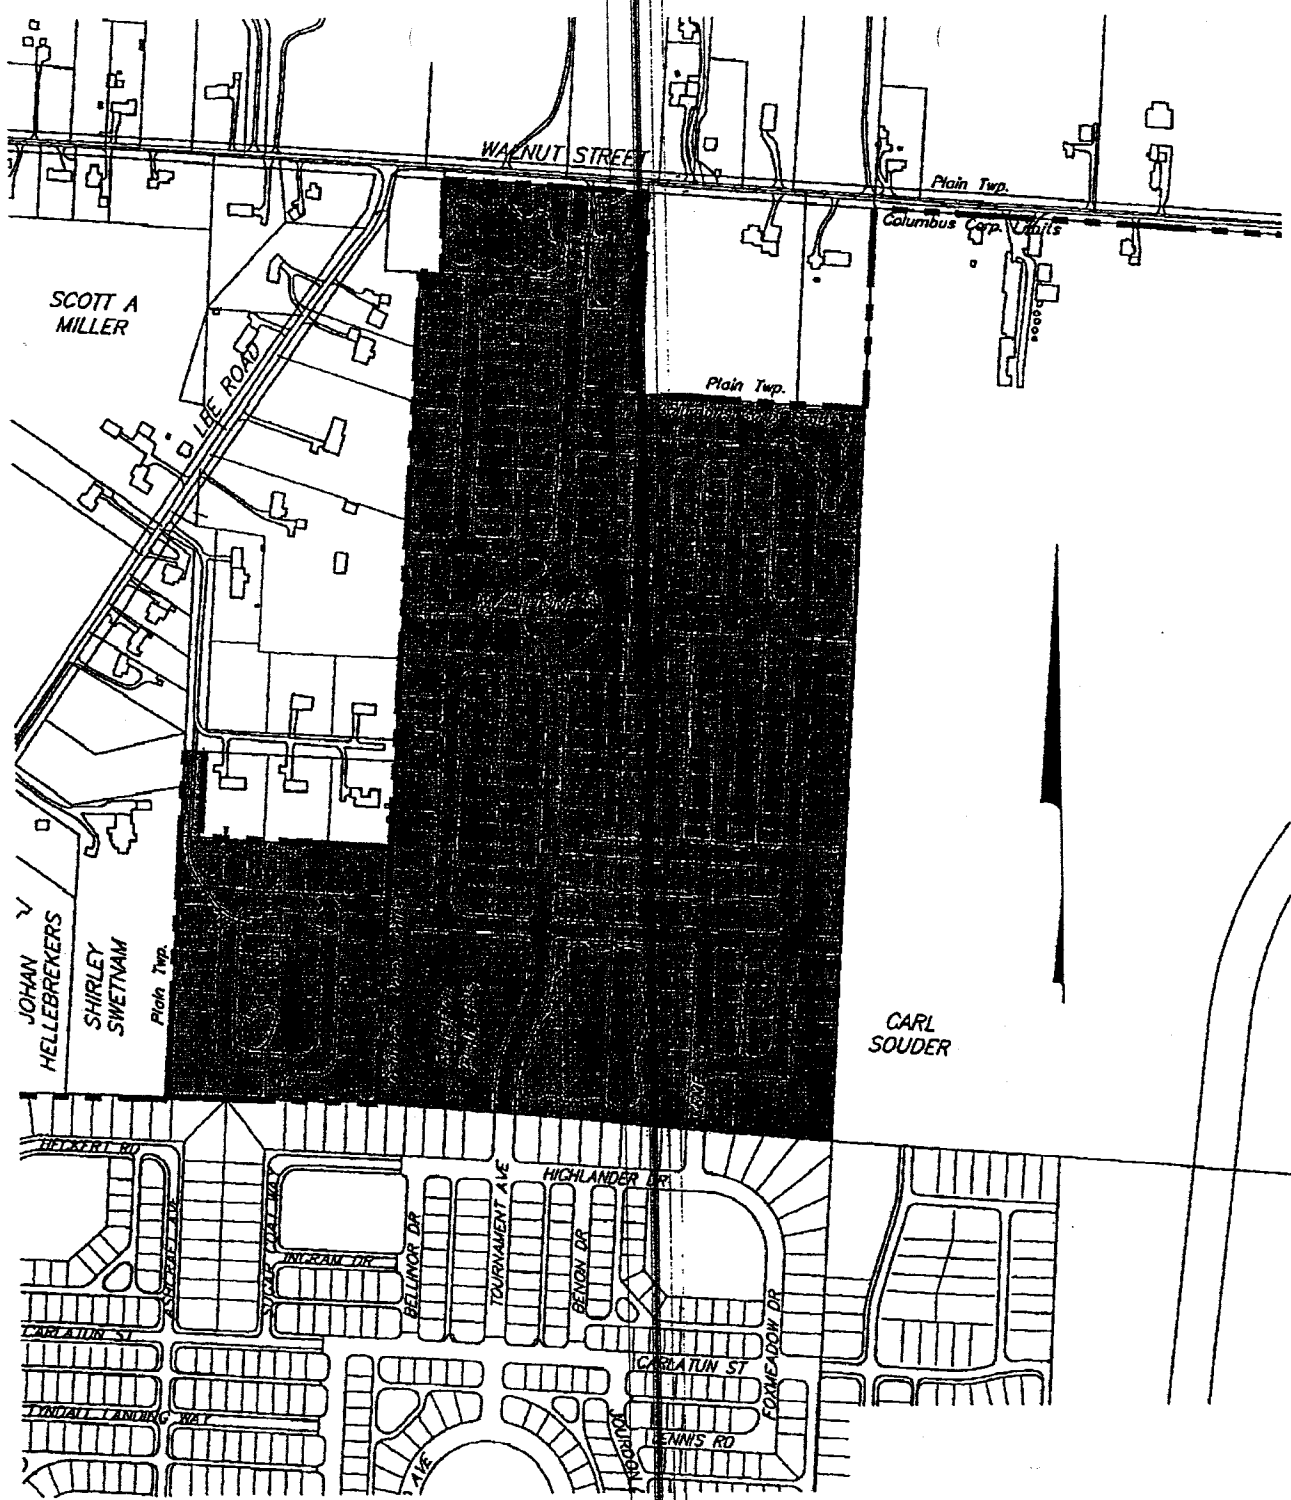 WALNUT STREET
Plain Twp.
Columbus Corp. Limits
SCOTT A
MILLER
LEE ROAD
Plain Twp.
JOHAN
HELLEBREKERS
SHIRLEY
SWETNAM
Plain Twp.
CARL
SOUDER
HECKERT RD
HIGHLANDER DR
TOURNAMENT AVE
BELLINOR DR
BENON DR
INGRAM DR
FOXMEADOW DR
CARLATUN ST
CARLATUN ST
TYNDALL LANDING WAY
JOURDON
AVE